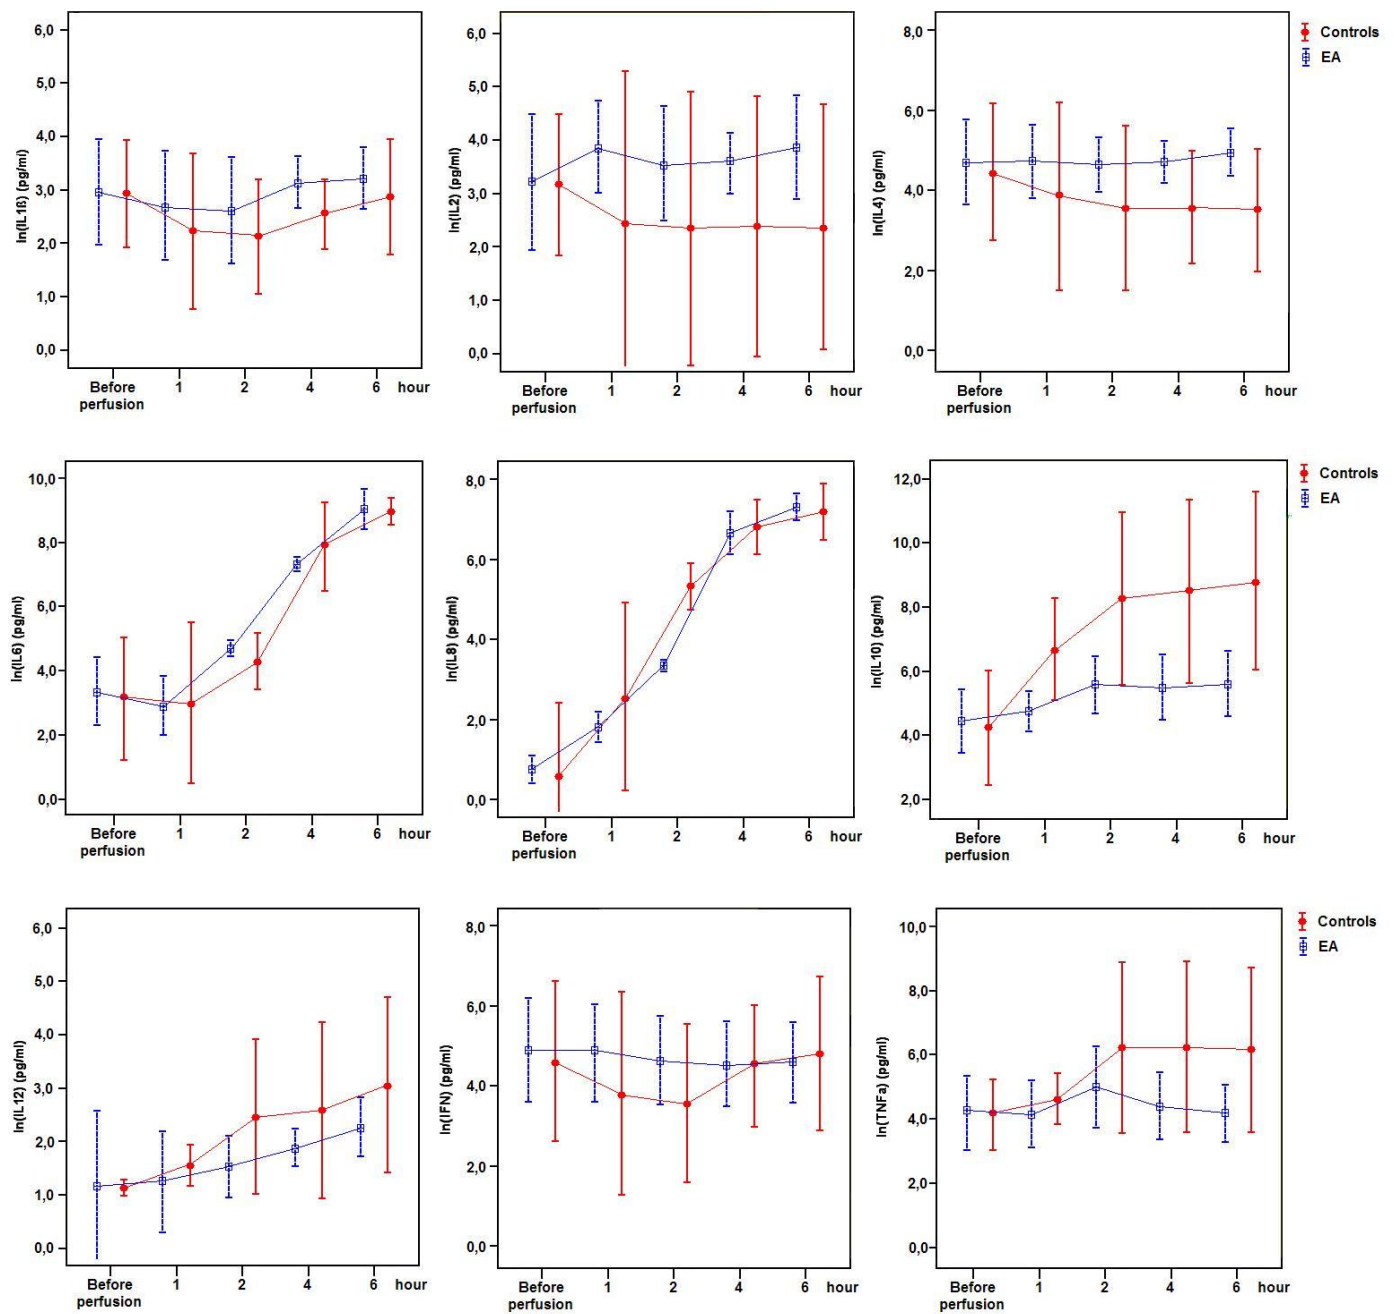 ln(IL1ß) (pg/ml)
6,0
5,0
4,0
3,0
2,0
1,0
0,0
Before perfusion 1 2 4 6 hour
ln(IL2) (pg/ml)
6,0
5,0
4,0
3,0
2,0
1,0
0,0
Before perfusion 1 2 4 6 hour
ln(IL4) (pg/ml)
8,0
6,0
4,0
2,0
0,0
Before perfusion 1 2 4 6 hour
Controls
EA
ln(IL6) (pg/ml)
10,0
8,0
6,0
4,0
2,0
0,0
Before perfusion 1 2 4 6 hour
ln(IL8) (pg/ml)
8,0
6,0
4,0
2,0
0,0
Before perfusion 1 2 4 6 hour
ln(IL10) (pg/ml)
12,0
10,0
8,0
6,0
4,0
2,0
Before perfusion 1 2 4 6 hour
Controls
EA
ln(IL12) (pg/ml)
6,0
5,0
4,0
3,0
2,0
1,0
0,0
Before perfusion 1 2 4 6 hour
ln(IFN) (pg/ml)
8,0
6,0
4,0
2,0
0,0
Before perfusion 1 2 4 6 hour
ln(TNFa) (pg/ml)
10,0
8,0
6,0
4,0
2,0
0,0
Before perfusion 1 2 4 6 hour
Controls
EA